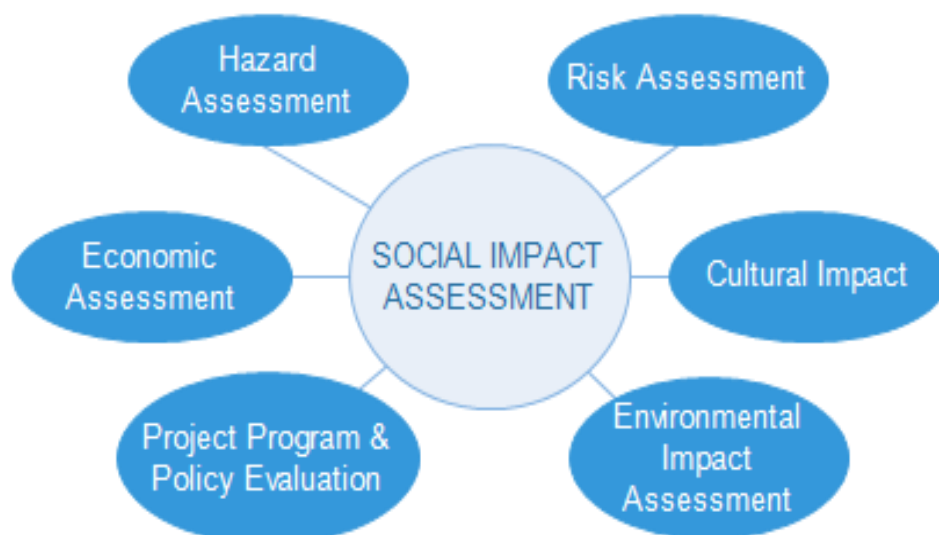 Hazard
Assessment
Risk Assessment
Economic
Assessment
SOCIAL IMPACT
ASSESSMENT
Cultural Impact
Project Program &
Policy Evaluation
Environmental
Impact
Assessment